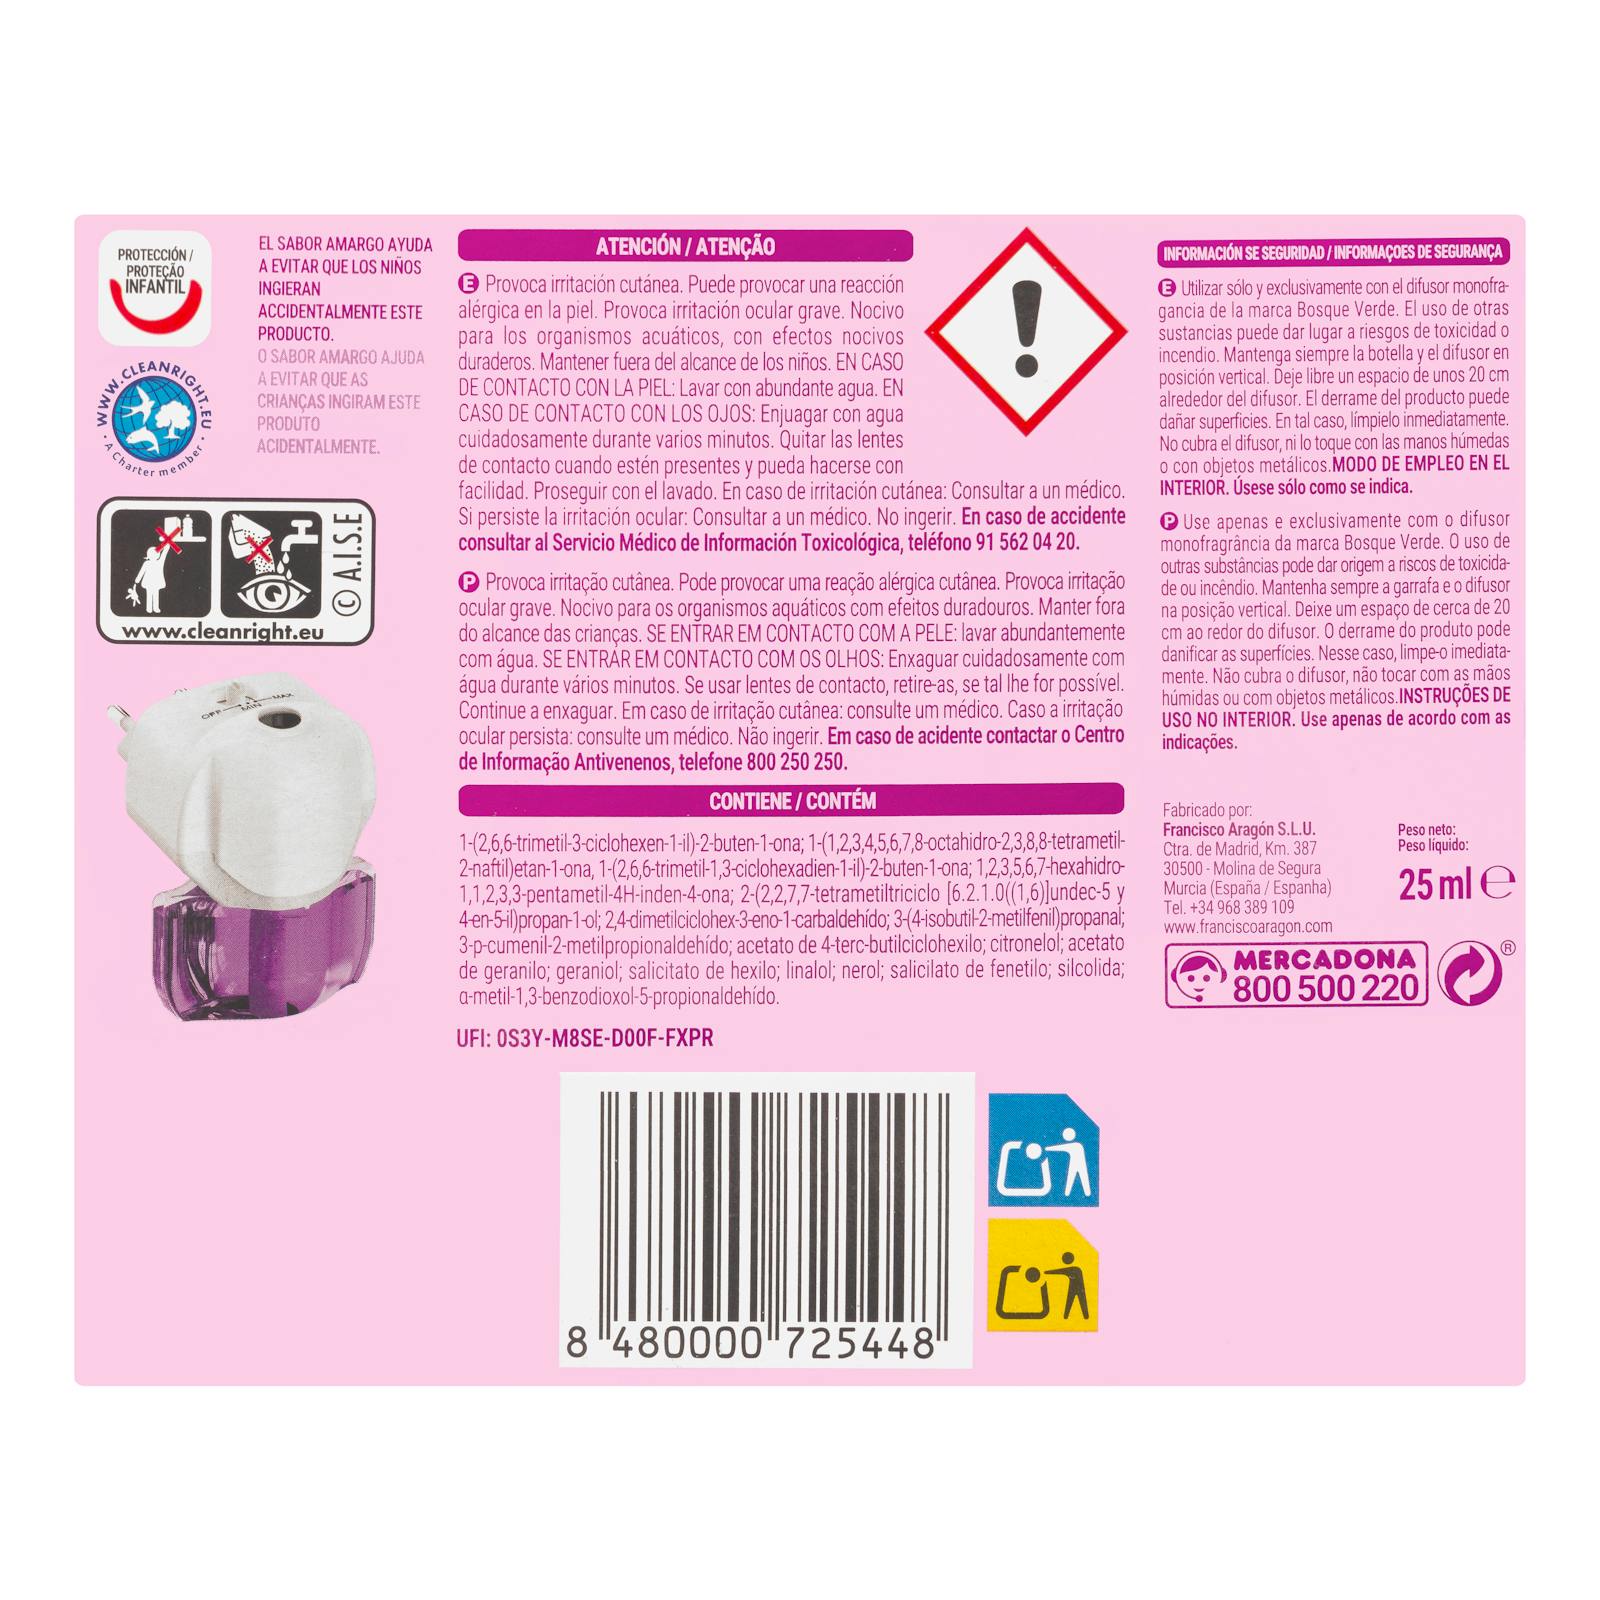 PROTECCIÓN /
PROTEÇÃO
INFANTIL
EL SABOR AMARGO AYUDA
A EVITAR QUE LOS NIÑOS
INGIERAN
ACCIDENTALMENTE ESTE
PRODUCTO.
O SABOR AMARGO AJUDA
A EVITAR QUE AS
CRIANÇAS INGIRAM ESTE
PRODUTO
ACIDENTALMENTE.
WWW.CLEANRIGHT.EU
A Charter member
www.cleanright.eu
© A.I.S.E
OFF MIN MAX
ATENCIÓN / ATENÇÃO
E Provoca irritación cutánea. Puede provocar una reacción
alérgica en la piel. Provoca irritación ocular grave. Nocivo
para los organismos acuáticos, con efectos nocivos
duraderos. Mantener fuera del alcance de los niños. EN CASO
DE CONTACTO CON LA PIEL: Lavar con abundante agua. EN
CASO DE CONTACTO CON LOS OJOS: Enjuagar con agua
cuidadosamente durante varios minutos. Quitar las lentes
de contacto cuando estén presentes y pueda hacerse con
facilidad. Proseguir con el lavado. En caso de irritación cutánea: Consultar a un médico.
Si persiste la irritación ocular: Consultar a un médico. No ingerir. En caso de accidente
consultar al Servicio Médico de Información Toxicológica, teléfono 91 562 04 20.
P Provoca irritação cutânea. Pode provocar uma reação alérgica cutânea. Provoca irritação
ocular grave. Nocivo para os organismos aquáticos com efeitos duradouros. Manter fora
do alcance das crianças. SE ENTRAR EM CONTACTO COM A PELE: lavar abundantemente
com água. SE ENTRAR EM CONTACTO COM OS OLHOS: Enxaguar cuidadosamente com
água durante vários minutos. Se usar lentes de contacto, retire-as, se tal lhe for possível.
Continue a enxaguar. Em caso de irritação cutânea: consulte um médico. Caso a irritação
ocular persista: consulte um médico. Não ingerir. Em caso de acidente contactar o Centro
de Informação Antivenenos, telefone 800 250 250.
CONTIENE / CONTÉM
1-(2,6,6-trimetil-3-ciclohexen-1-il)-2-buten-1-ona; 1-(1,2,3,4,5,6,7,8-octahidro-2,3,8,8-tetrametil-
2-naftil)etan-1-ona, 1-(2,6,6-trimetil-1,3-ciclohexadien-1-il)-2-buten-1-ona; 1,2,3,5,6,7-hexahidro-
1,1,2,3,3-pentametil-4H-inden-4-ona; 2-(2,2,7,7-tetrametiltriciclo [6.2.1.0((1,6)]undec-5 y
4-en-5-il)propan-1-ol; 2,4-dimetilciclohex-3-eno-1-carbaldehído; 3-(4-isobutil-2-metilfenil)propanal;
3-p-cumenil-2-metilpropionaldehído; acetato de 4-terc-butilciclohexilo; citronelol; acetato
de geranilo; geraniol; salicitato de hexilo; linalol; nerol; salicilato de fenetilo; silcolida;
α-metil-1,3-benzodioxol-5-propionaldehído.
UFI: 0S3Y-M8SE-D00F-FXPR
8 480000 725448
INFORMACIÓN SE SEGURIDAD / INFORMAÇOES DE SEGURANÇA
E Utilizar sólo y exclusivamente con el difusor monofra-
gancia de la marca Bosque Verde. El uso de otras
sustancias puede dar lugar a riesgos de toxicidad o
incendio. Mantenga siempre la botella y el difusor en
posición vertical. Deje libre un espacio de unos 20 cm
alrededor del difusor. El derrame del producto puede
dañar superficies. En tal caso, límpielo inmediatamente.
No cubra el difusor, ni lo toque con las manos húmedas
o con objetos metálicos.MODO DE EMPLEO EN EL
INTERIOR. Úsese sólo como se indica.
P Use apenas e exclusivamente com o difusor
monofragrância da marca Bosque Verde. O uso de
outras substâncias pode dar origem a riscos de toxicida-
de ou incêndio. Mantenha sempre a garrafa e o difusor
na posição vertical. Deixe um espaço de cerca de 20
cm ao redor do difusor. O derrame do produto pode
danificar as superfícies. Nesse caso, limpe-o imediata-
mente. Não cubra o difusor, não tocar com as mãos
húmidas ou com objetos metálicos.INSTRUÇÕES DE
USO NO INTERIOR. Use apenas de acordo com as
indicações.
Fabricado por:
Francisco Aragón S.L.U.
Ctra. de Madrid, Km. 387
30500 - Molina de Segura
Murcia (España / Espanha)
Tel. +34 968 389 109
www.franciscoaragon.com
Peso neto:
Peso líquido:
25 ml ℮
MERCADONA
800 500 220
®